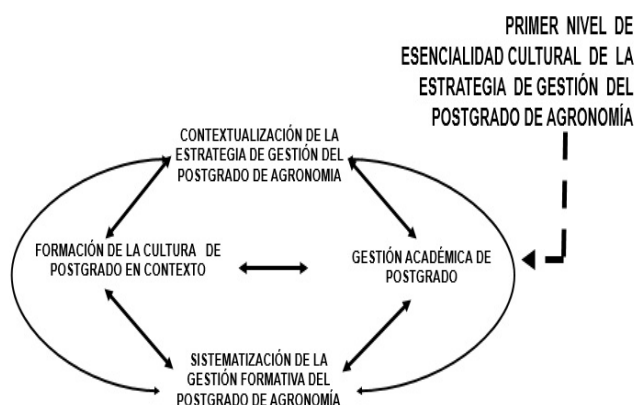 PRIMER NIVEL DE
ESENCIALIDAD CULTURAL DE LA
ESTRATEGIA DE GESTIÓN DEL
POSTGRADO DE AGRONOMÍA
CONTEXTUALIZACIÓN DE LA
ESTRATEGIA DE GESTIÓN DEL
POSTGRADO DE AGRONOMIA
FORMACIÓN DE LA CULTURA DE
POSTGRADO EN CONTEXTO
GESTIÓN ACADÉMICA DE
POSTGRADO
SISTEMATIZACIÓN DE LA
GESTIÓN FORMATIVA DEL
POSTGRADO DE AGRONOMÍA